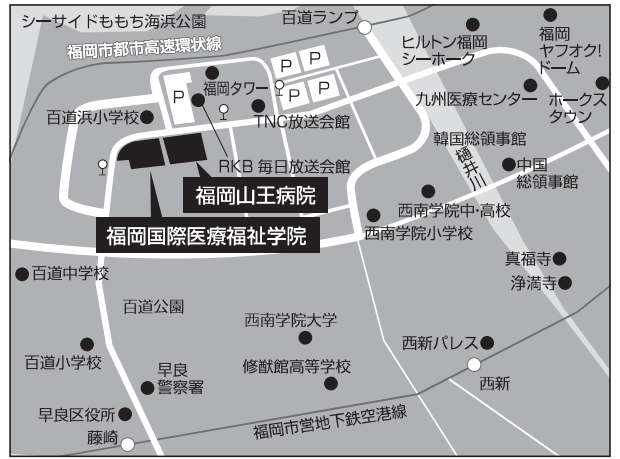 シーサイドももち海浜公園
百道ランプ
福岡市都市高速環状線
ヒルトン福岡
シーホーク
福岡
ヤフオク!
ドーム
P
P
P
P
P
福岡タワー
九州医療センター
ホークス
タウン
百道浜小学校
TNC放送会館
韓国総領事館
樋井川
RKB 毎日放送会館
中国
総領事館
福岡山王病院
西南学院中・高校
福岡国際医療福祉学院
西南学院小学校
真福寺
浄満寺
百道中学校
百道公園
西南学院大学
西新パレス
百道小学校
修猷館高等学校
早良
警察署
西新
早良区役所
福岡市営地下鉄空港線
藤崎